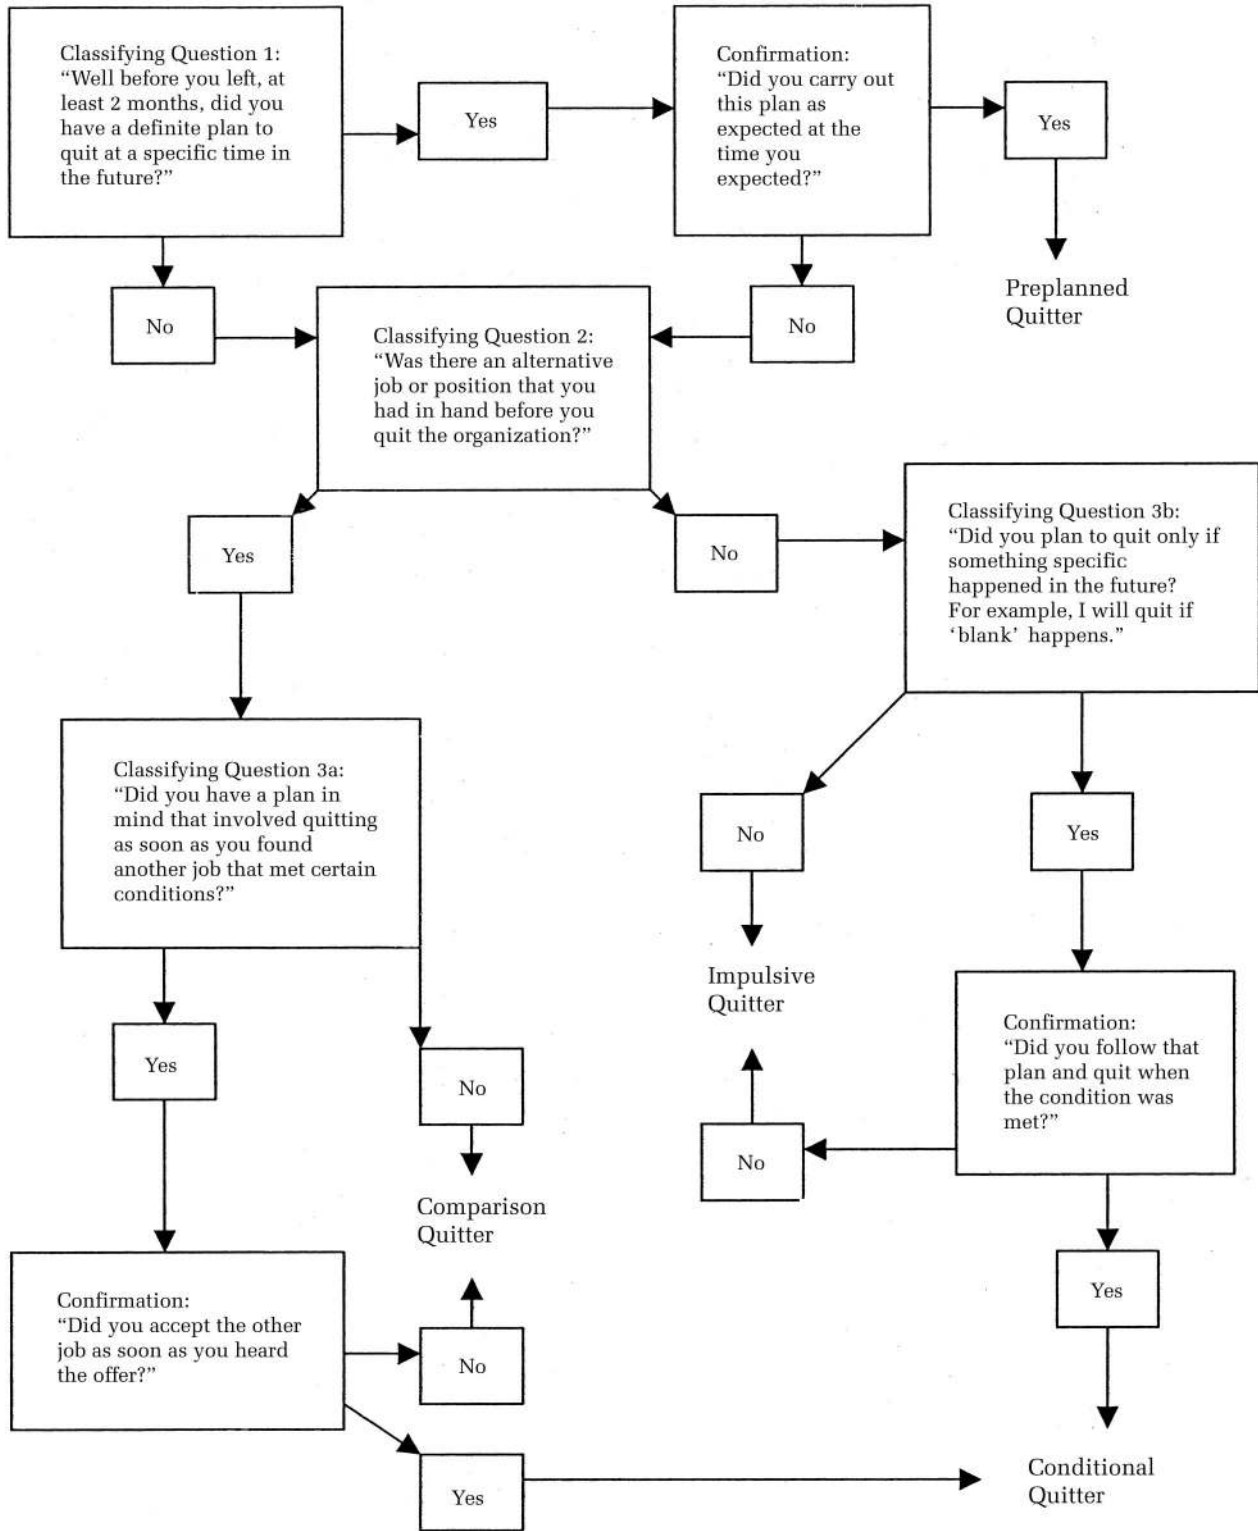 Classifying Question 1:
“Well before you left, at
least 2 months, did you
have a definite plan to
quit at a specific time in
the future?”
Yes
Confirmation:
“Did you carry out
this plan as
expected at the
time you
expected?”
Yes
Preplanned
Quitter
No
No
Classifying Question 2:
“Was there an alternative
job or position that you
had in hand before you
quit the organization?”
Yes
No
Classifying Question 3b:
“Did you plan to quit only if
something specific
happened in the future?
For example, I will quit if
‘blank’ happens.”
Classifying Question 3a:
“Did you have a plan in
mind that involved quitting
as soon as you found
another job that met certain
conditions?”
No
Yes
Impulsive
Quitter
Yes
No
Confirmation:
“Did you follow that
plan and quit when
the condition was
met?”
No
Comparison
Quitter
Confirmation:
“Did you accept the other
job as soon as you heard
the offer?”
No
Yes
Yes
Conditional
Quitter